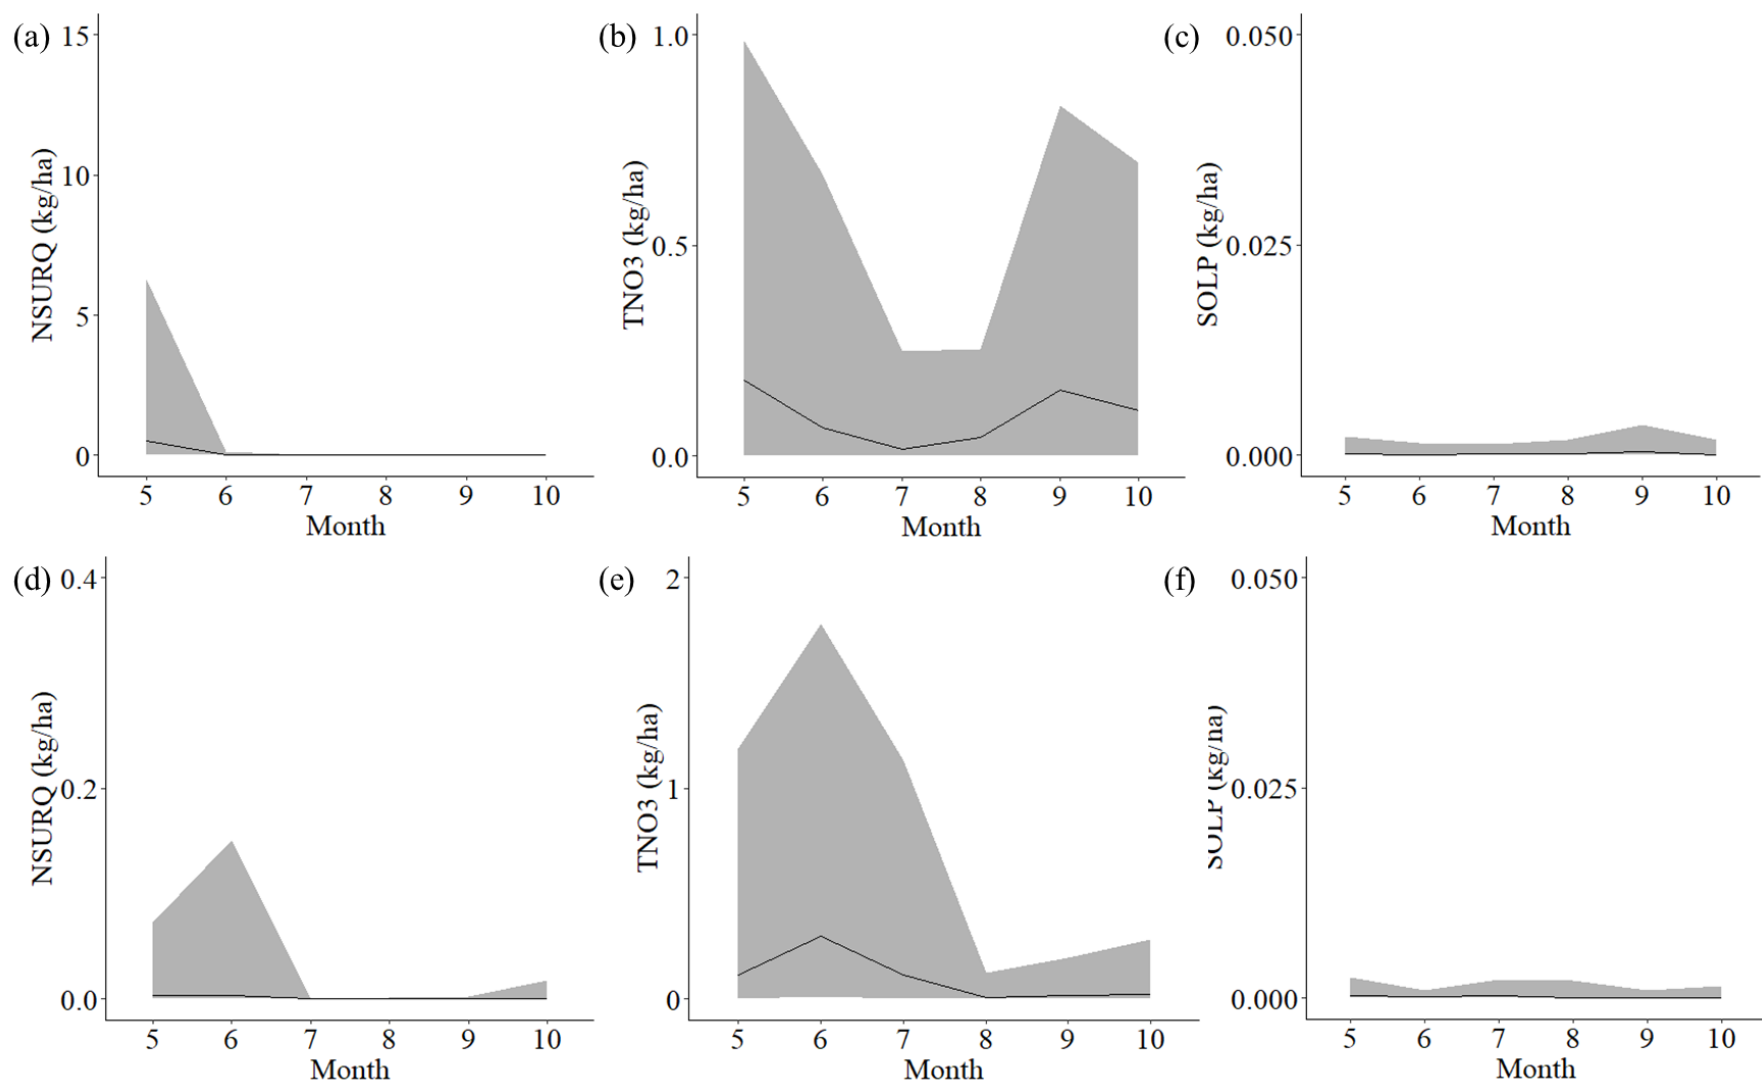 (a)
15
10
5
0
NSURQ (kg/ha)
5 6 7 8 9 10
Month
(b)
1.0
0.5
0.0
TNO3 (kg/ha)
5 6 7 8 9 10
Month
(c)
0.050
0.025
0.000
SOLP (kg/ha)
5 6 7 8 9 10
Month
(d)
0.4
0.2
0.0
NSURQ (kg/ha)
5 6 7 8 9 10
Month
(e)
2
1
0
TNO3 (kg/ha)
5 6 7 8 9 10
Month
(f)
0.050
0.025
0.000
SOLP (kg/ha)
5 6 7 8 9 10
Month